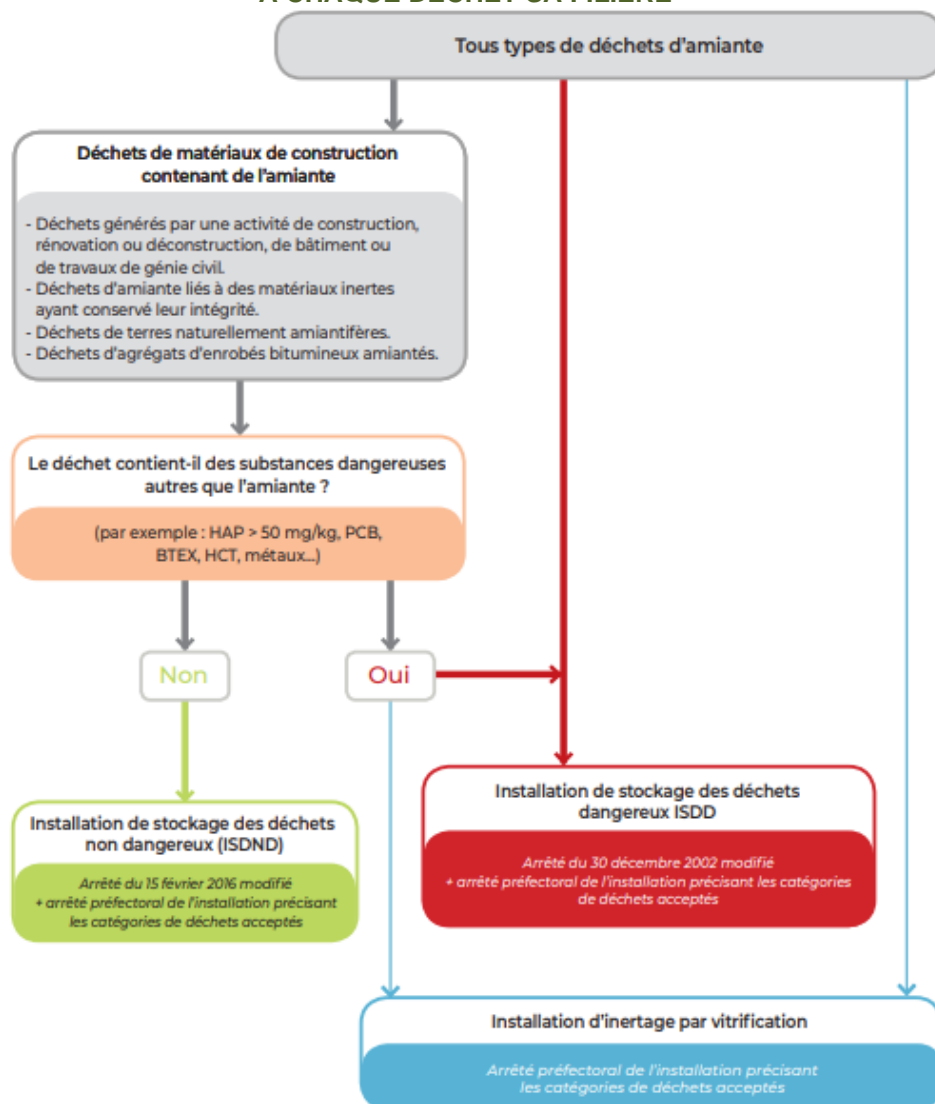 À CHAQUE DÉCHET SA FILIÈRE
Tous types de déchets d'amiante
Déchets de matériaux de construction
contenant de l'amiante
- Déchets générés par une activité de construction,
rénovation ou déconstruction, de bâtiment ou
de travaux de génie civil.
- Déchets d'amiante liés à des matériaux inertes
ayant conservé leur intégrité.
- Déchets de terres naturellement amiantifères.
- Déchets d'agrégats d'enrobés bitumineux amiantés.
Le déchet contient-il des substances dangereuses
autres que l'amiante ?
(par exemple : HAP > 50 mg/kg, PCB,
BTEX, HCT, métaux...)
Non
Oui
Installation de stockage des déchets
dangereux ISDD
Arrêté du 30 décembre 2002 modifié
+ arrêté préfectoral de l'installation précisant les catégories
de déchets acceptés
Installation de stockage des déchets
non dangereux (ISDND)
Arrêté du 15 février 2016 modifié
+ arrêté préfectoral de l'installation précisant
les catégories de déchets acceptés
Installation d'inertage par vitrification
Arrêté préfectoral de l'installation précisant
les catégories de déchets acceptés